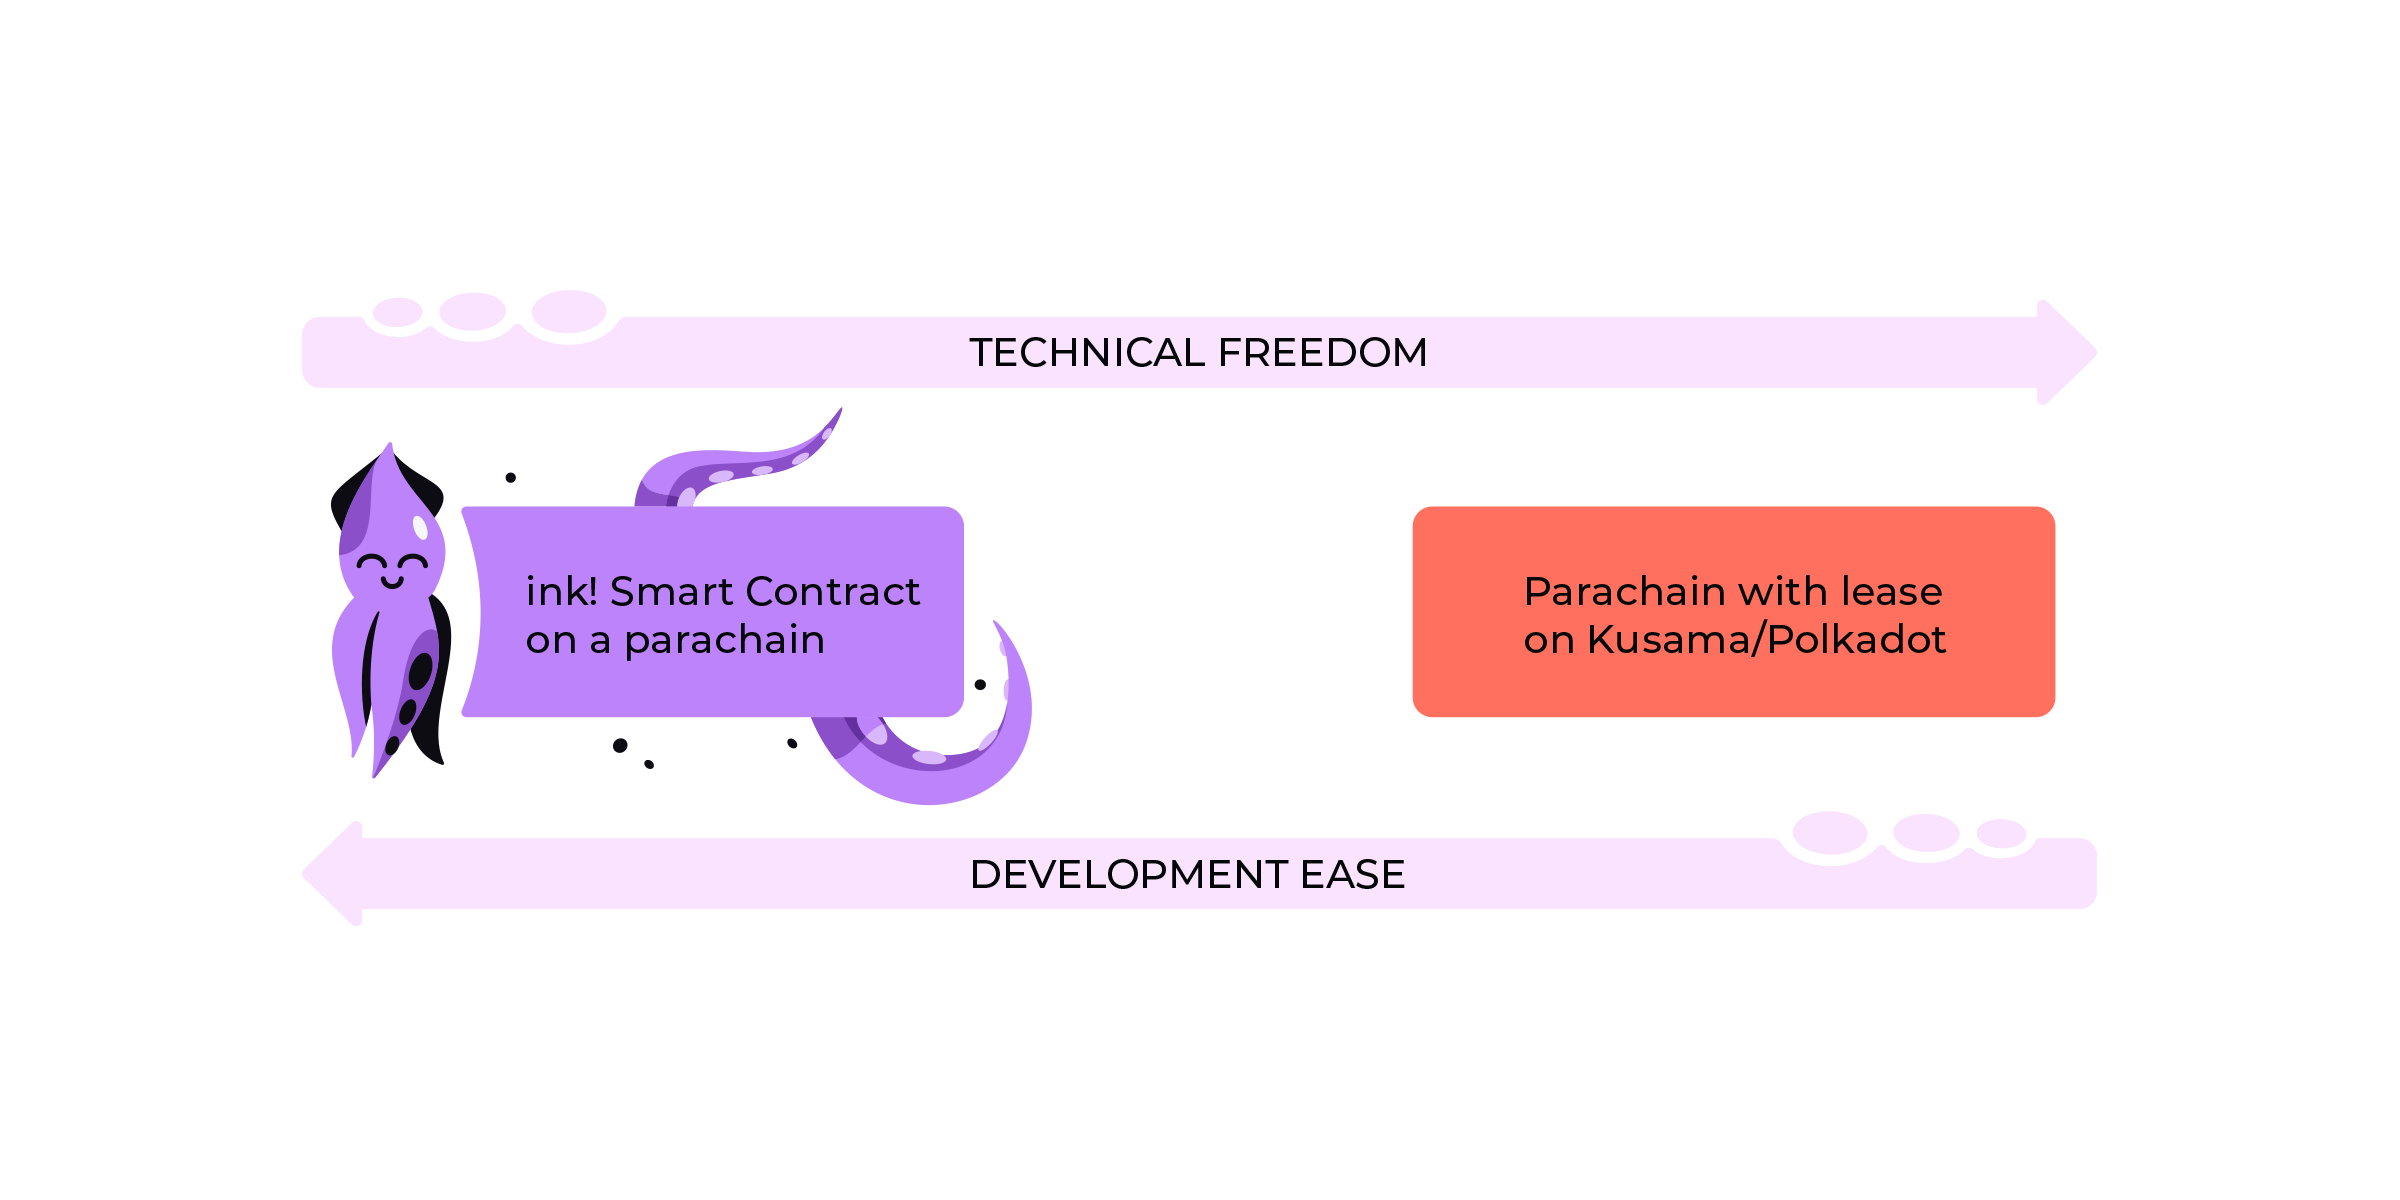 TECHNICAL FREEDOM
ink! Smart Contract
on a parachain
Parachain with lease
on Kusama/Polkadot
DEVELOPMENT EASE